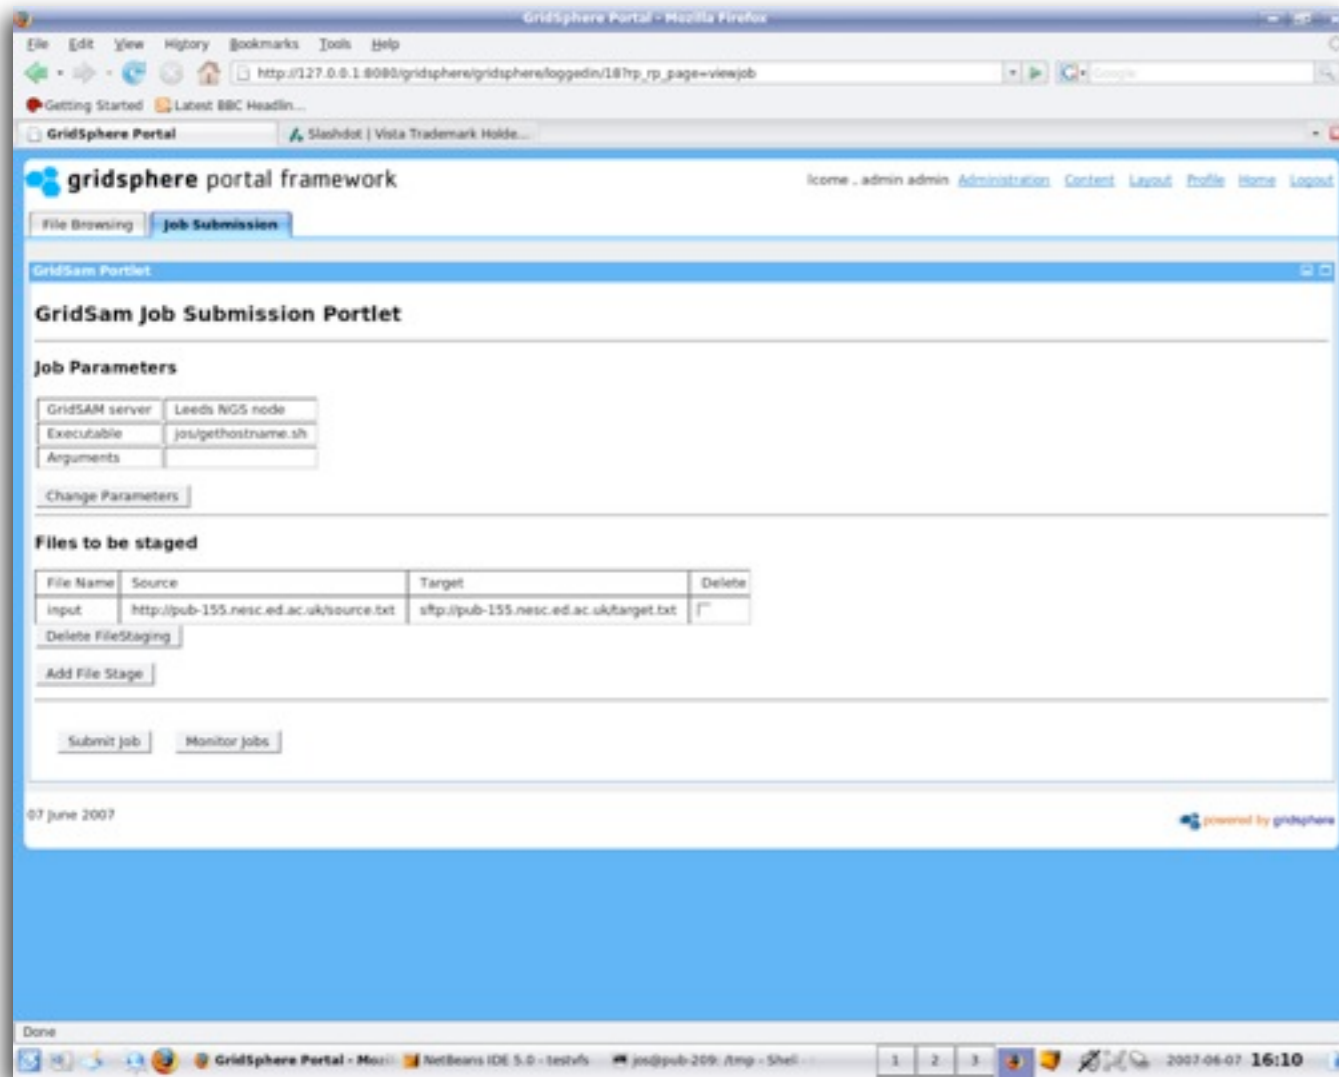 GridSphere Portal - Mozilla Firefox
File Edit View History Bookmarks Tools Help
http://127.0.0.1:8080/gridsphere/gridsphere/loggedin/18?rp_rp_page=viewjob
Google
Getting Started Latest BBC Headlin...
GridSphere Portal Slashdot | Vista Trademark Holde...
gridsphere portal framework lcome , admin admin Administration Content Layout Profile Home Logout
File Browsing Job Submission
GridSam Portlet
GridSam Job Submission Portlet
Job Parameters
GridSAM server Leeds NGS node
Executable jos/gethostname.sh
Arguments
Change Parameters
Files to be staged
File Name Source Target Delete
input http://pub-155.nesc.ed.ac.uk/source.txt sftp://pub-155.nesc.ed.ac.uk/target.txt
Delete FileStaging
Add File Stage
Submit Job Monitor Jobs
07 June 2007 powered by gridsphere
Done
GridSphere Portal - Mozil NetBeans IDE 5.0 - testvfs jos@pub-209: /tmp - Shell 1 2 3 2007-06-07 16:10